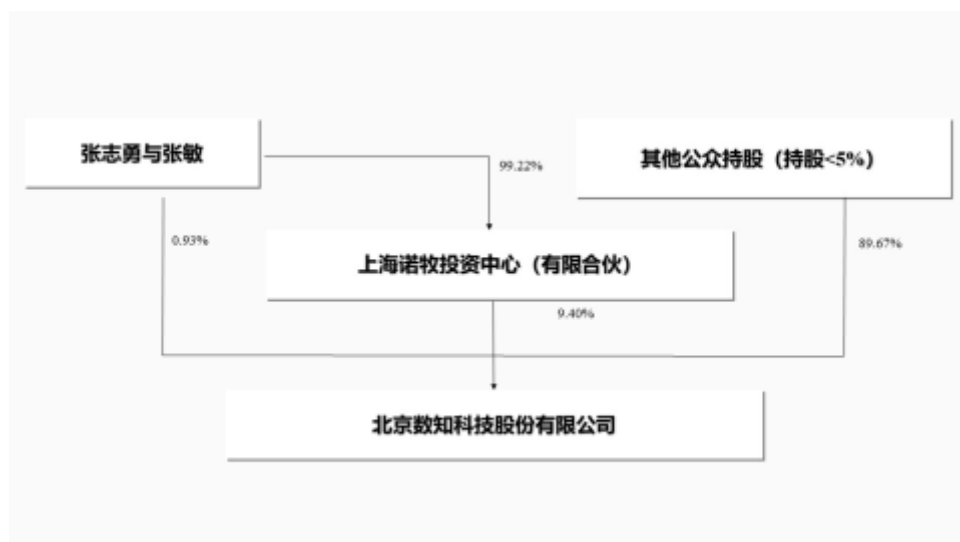 张志勇与张敏
其他公众持股（持股<5%）
99.22%
0.93%
89.67%
上海诺牧投资中心（有限合伙）
9.40%
北京数知科技股份有限公司